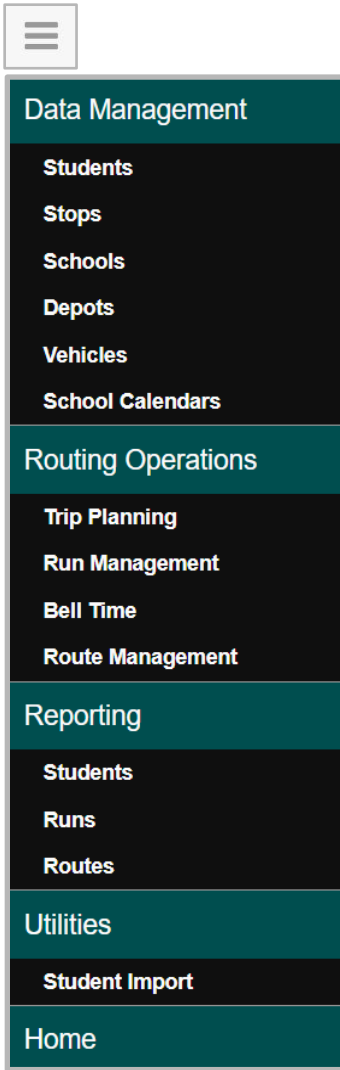 Data Management
Students
Stops
Schools
Depots
Vehicles
School Calendars
Routing Operations
Trip Planning
Run Management
Bell Time
Route Management
Reporting
Students
Runs
Routes
Utilities
Student Import
Home